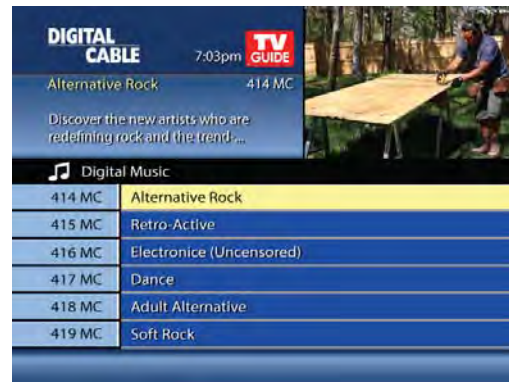 DIGITAL
CABLE
7:03pm
TV
GUIDE
Alternative Rock 414 MC
Discover the new artists who are
redefining rock and the trend-...
Digital Music
414 MC Alternative Rock
415 MC Retro-Active
416 MC Electronice (Uncensored)
417 MC Dance
418 MC Adult Alternative
419 MC Soft Rock